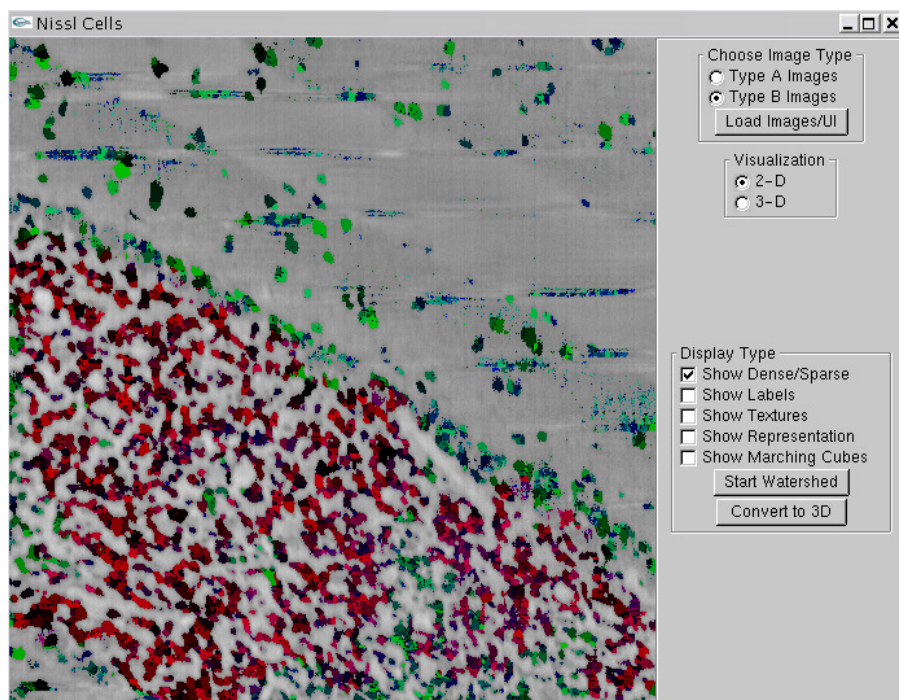 Nissl Cells
Choose Image Type
Type A Images
Type B Images
Load Images/UI
Visualization
2-D
3-D
Display Type
Show Dense/Sparse
Show Labels
Show Textures
Show Representation
Show Marching Cubes
Start Watershed
Convert to 3D